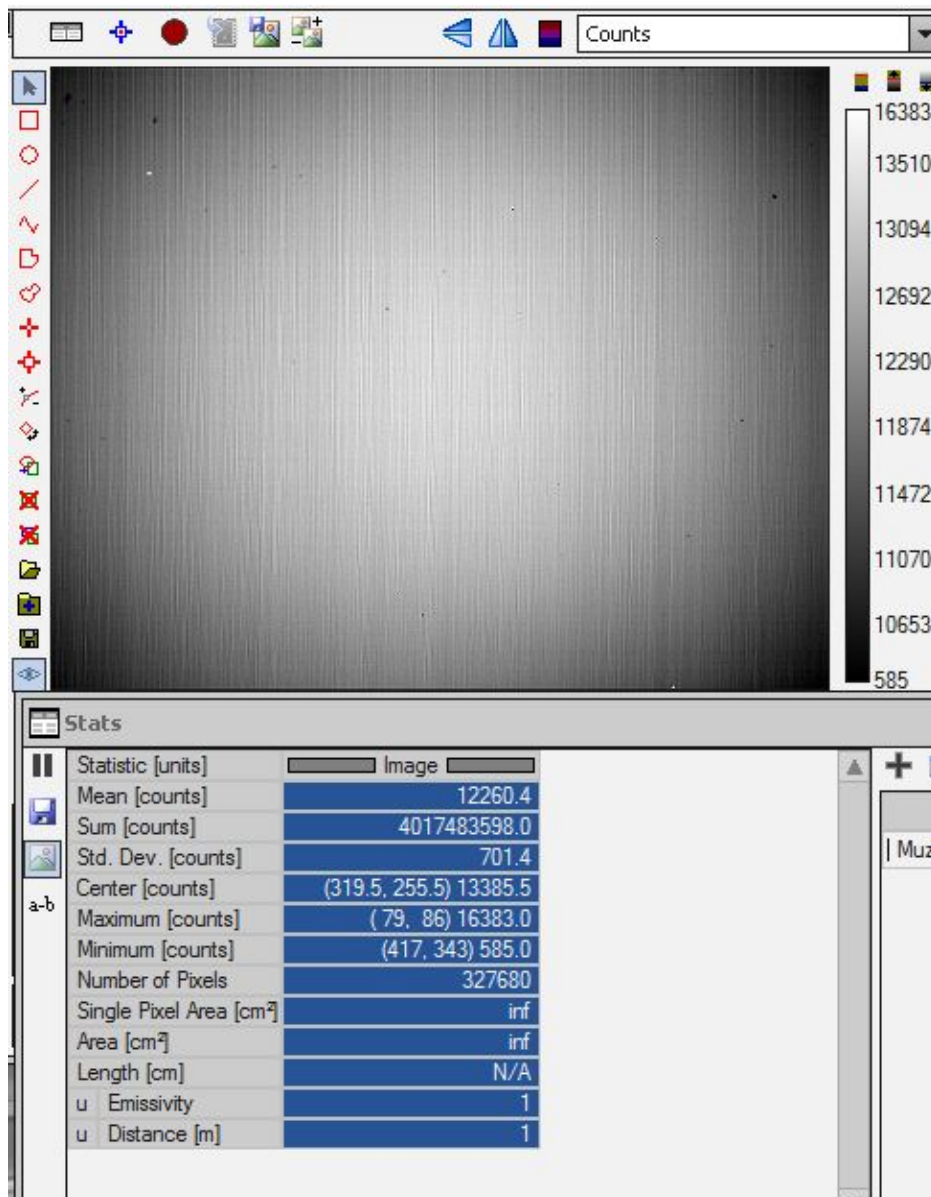 Counts
16383
13510
13094
12692
12290
11874
11472
11070
10653
585
Stats
Statistic [units] Image
Mean [counts] 12260.4
Sum [counts] 4017483598.0
Std. Dev. [counts] 701.4
Center [counts] (319.5, 255.5) 13385.5
Maximum [counts] ( 79, 86) 16383.0
Minimum [counts] (417, 343) 585.0
Number of Pixels 327680
Single Pixel Area [cm²] inf
Area [cm²] inf
Length [cm] N/A
u Emissivity 1
u Distance [m] 1
a-b
| Muz